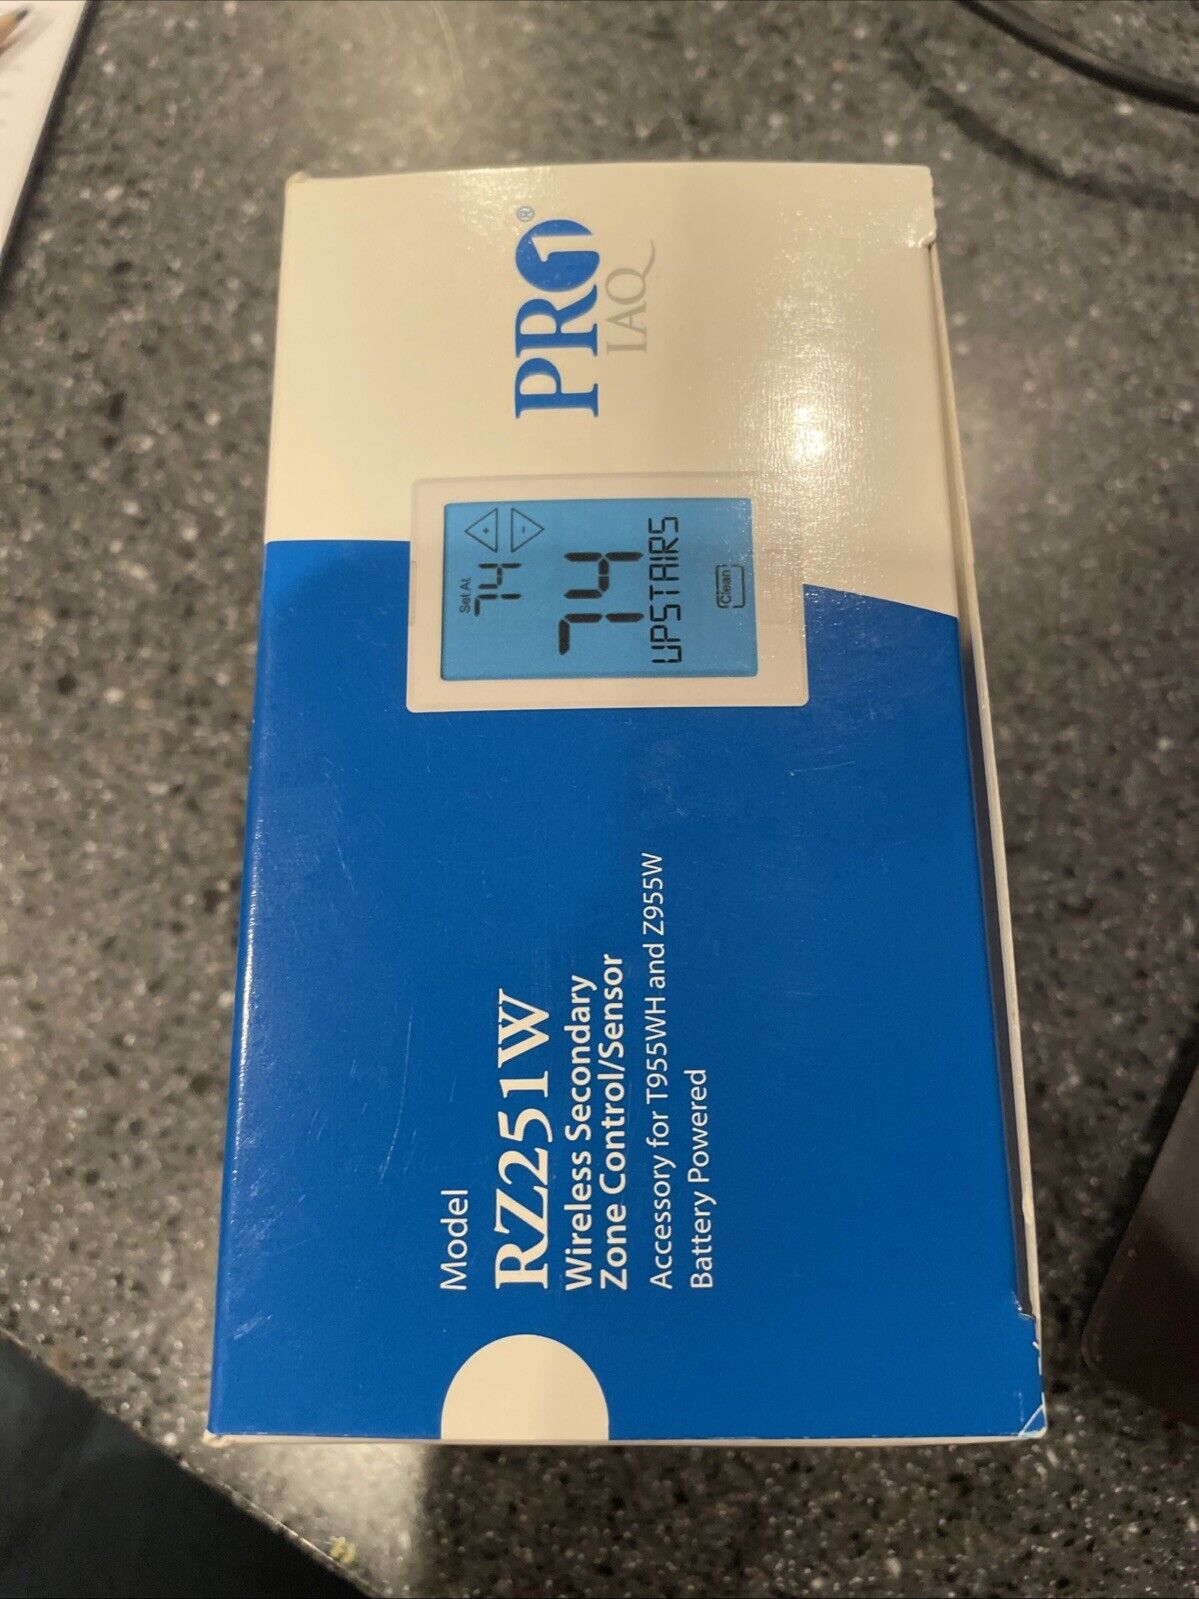 PRO1®
IAQ
Set At
74
+
-
74
UPSTAIRS
Clean
Model
RZ251W
Wireless Secondary
Zone Control/Sensor
Accessory for T955WH and Z955W
Battery Powered